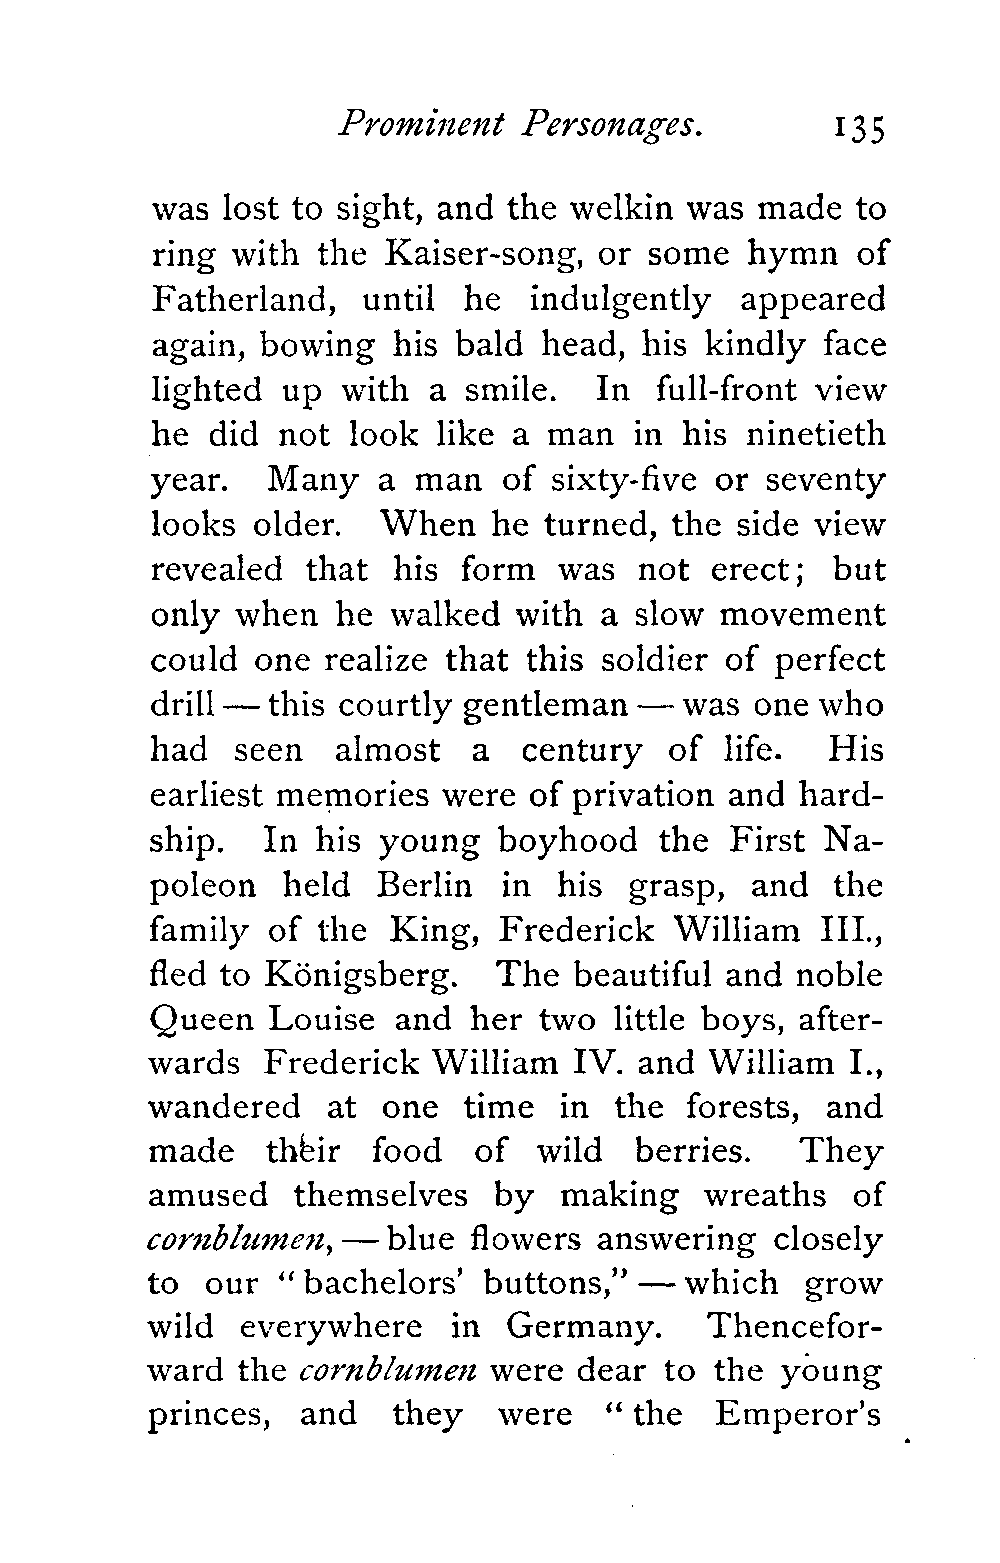 Prominent Personages. 135
was lost to sight, and the welkin was made to
ring with the Kaiser-song, or some hymn of
Fatherland, until he indulgently appeared
again, bowing his bald head, his kindly face
lighted up with a smile. In full-front view
he did not look like a man in his ninetieth
year. Many a man of sixty-five or seventy
looks older. When he turned, the side view
revealed that his form was not erect; but
only when he walked with a slow movement
could one realize that this soldier of perfect
drill — this courtly gentleman — was one who
had seen almost a century of life. His
earliest memories were of privation and hard-
ship. In his young boyhood the First Na-
poleon held Berlin in his grasp, and the
family of the King, Frederick William III.,
fled to Königsberg. The beautiful and noble
Queen Louise and her two little boys, after-
wards Frederick William IV. and William I.,
wandered at one time in the forests, and
made their food of wild berries. They
amused themselves by making wreaths of
cornblumen, — blue flowers answering closely
to our "bachelors' buttons," — which grow
wild everywhere in Germany. Thencefor-
ward the cornblumen were dear to the young
princes, and they were "the Emperor's